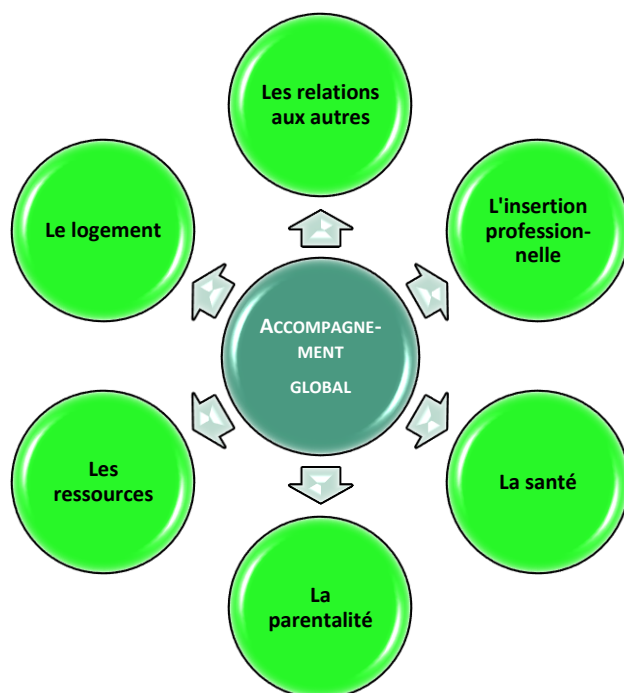 Les relations
aux autres
Le logement
L'insertion
profession-
nelle
ACCOMPAGNE-
MENT
GLOBAL
Les
ressources
La santé
La
parentalité